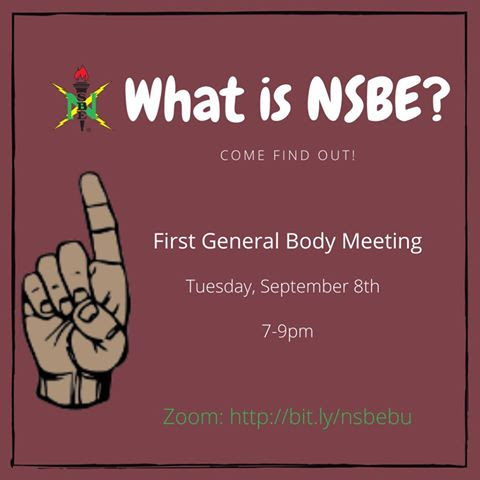 NSBE
What is NSBE?
COME FIND OUT!
First General Body Meeting
Tuesday, September 8th
7-9pm
Zoom: http://bit.ly/nsbebu